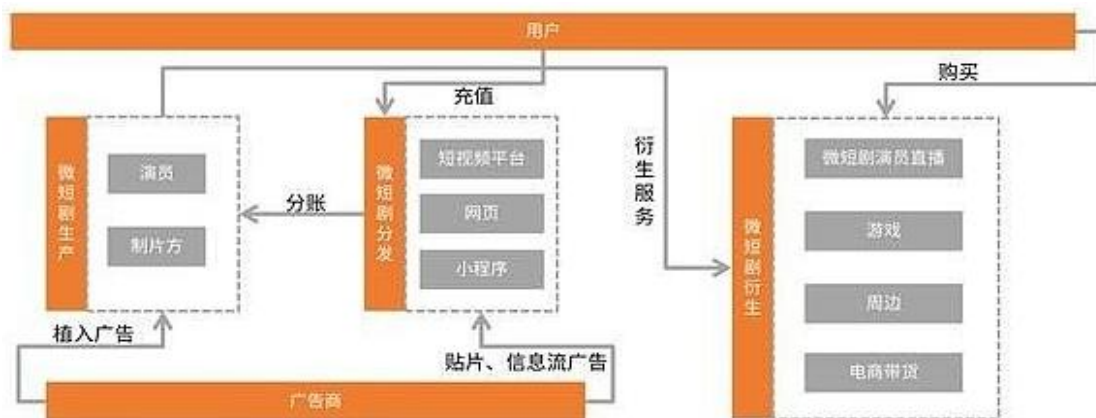 用户
购买
充值
微短剧生产
演员
制片方
分账
微短剧分发
短视频平台
网页
小程序
衍生服务
微短剧衍生
微短剧演员直播
游戏
周边
电商带货
植入广告
贴片、信息流广告
广告商